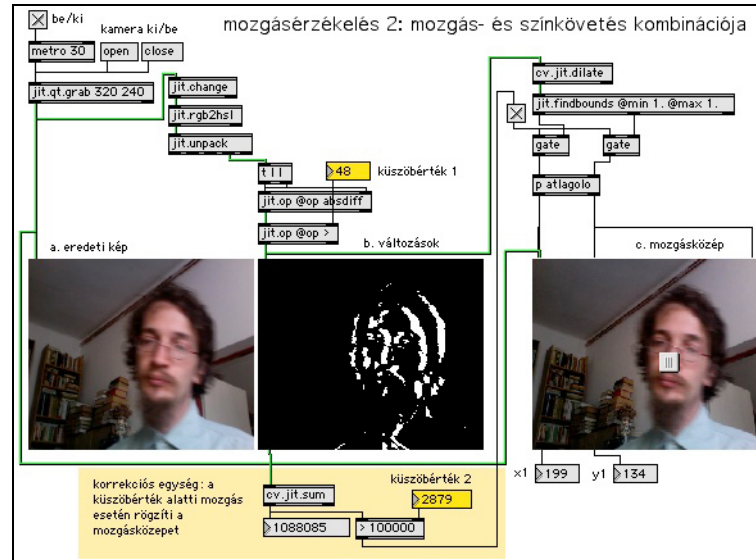 be/ki
mozgásérzékelés 2: mozgás- és színkövetés kombinációja
kamera ki/be
metro 30
open
close
jit.qt.grab 320 240
jit.change
jit.rgb2hsl
jit.unpack
cv.jit.dilate
jit.findbounds @min 1. @max 1.
gate
gate
t l l
48
küszöbérték 1
jit.op @op absdiff
jit.op @op >
p atlagolo
a. eredeti kép
b. változások
c. mozgásközép
x1
199
y1
134
korrekciós egység: a
küszöbérték alatti mozgás
esetén rögzíti a
mozgásközepet
cv.jit.sum
küszöbérték 2
2879
1088085
> 100000